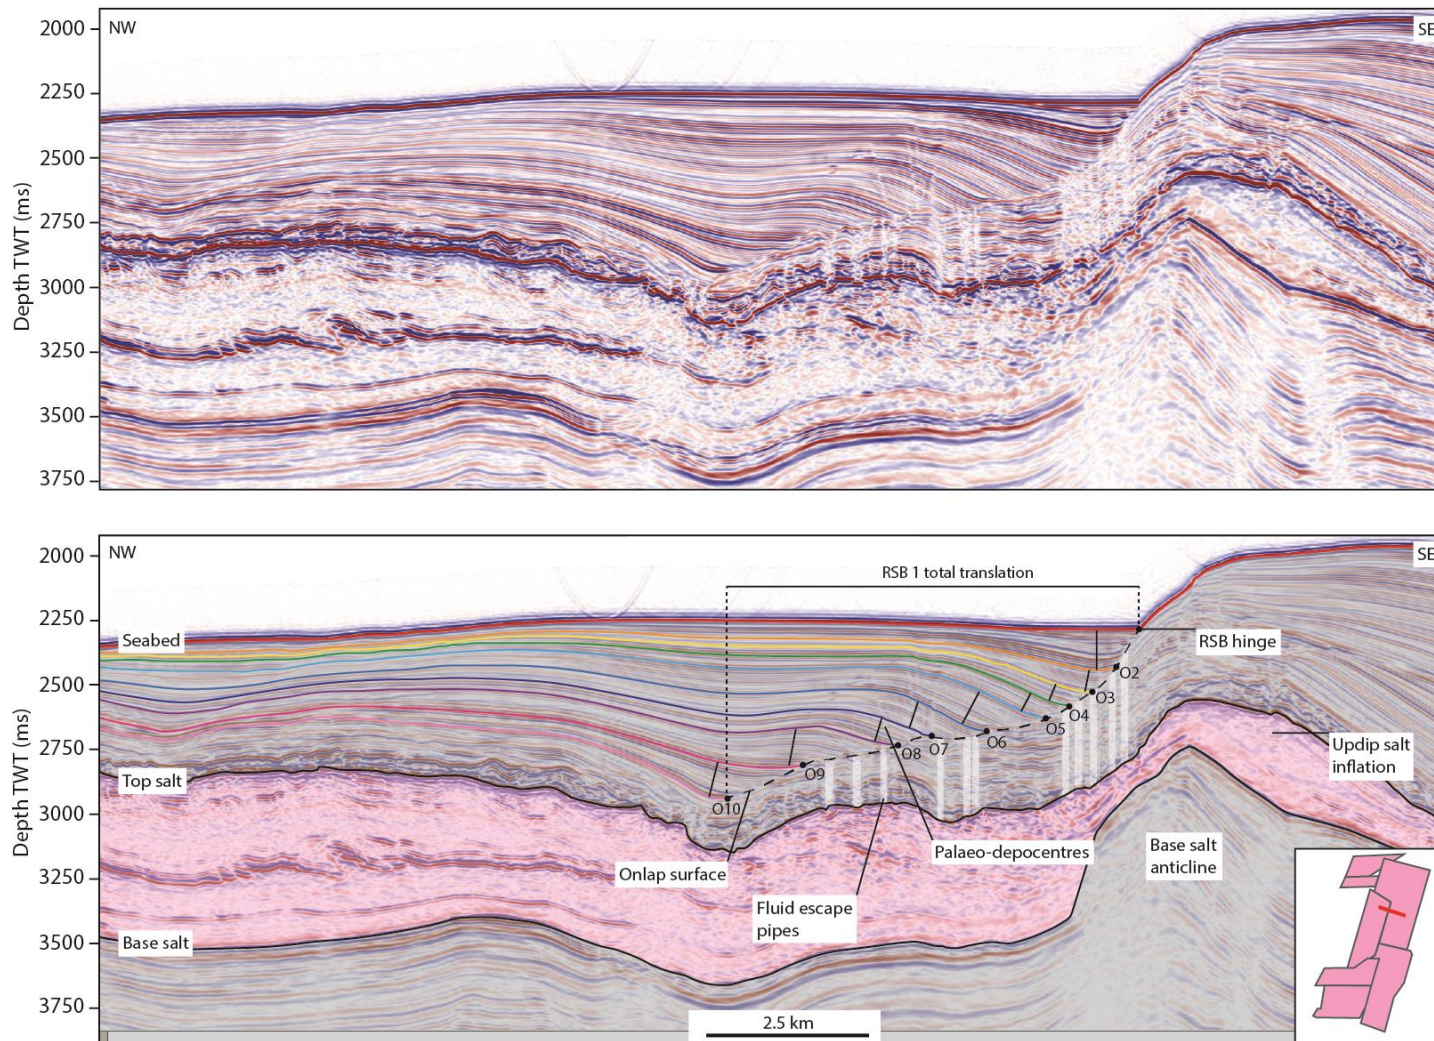 2000
NW
SE
2250
2500
2750
3000
3250
3500
3750
Depth TWT (ms)
2000
NW
SE
RSB 1 total translation
2250
Seabed
RSB hinge
O2
2500
O3
O4
O5
O6
O7
O8
2750
Top salt
O9
Updip salt
inflation
O10
3000
Depth TWT (ms)
Onlap surface
Palaeo-depocentres
Base salt
anticline
3250
Fluid escape
pipes
3500
Base salt
3750
2.5 km